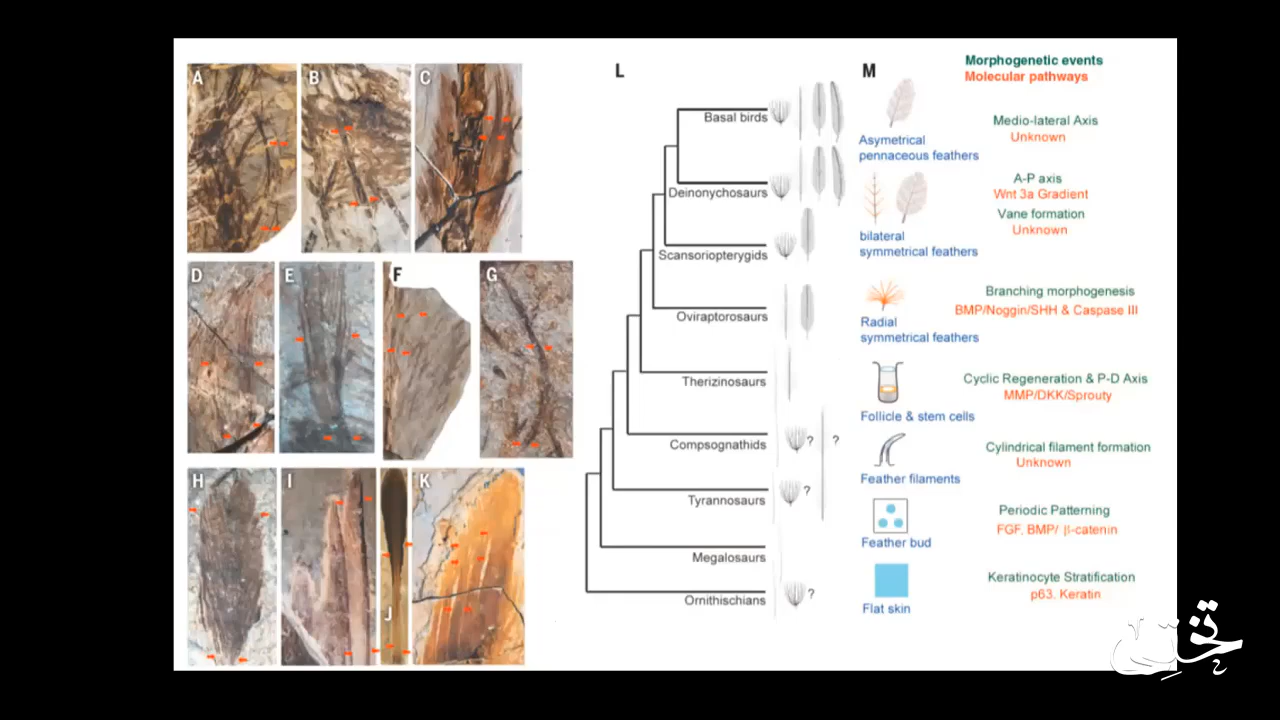 A
B
C
D
E
F
G
H
I
J
K
L
Basal birds
Deinonychosaurs
Scansoriopterygids
Oviraptorosaurs
Therizinosaurs
Compsognathids
? ?
Tyrannosaurs
?
Megalosaurs
Ornithischians
?
M
Morphogenetic events
Molecular pathways
Asymetrical
pennaceous feathers
Medio-lateral Axis
Unknown
bilateral
symmetrical feathers
A-P axis
Wnt 3a Gradient
Vane formation
Unknown
Radial
symmetrical feathers
Branching morphogenesis
BMP/Noggin/SHH & Caspase III
Follicle & stem cells
Cyclic Regeneration & P-D Axis
MMP/DKK/Sprouty
Feather filaments
Cylindrical filament formation
Unknown
Feather bud
Periodic Patterning
FGF, BMP/ β-catenin
Flat skin
Keratinocyte Stratification
p63. Keratin